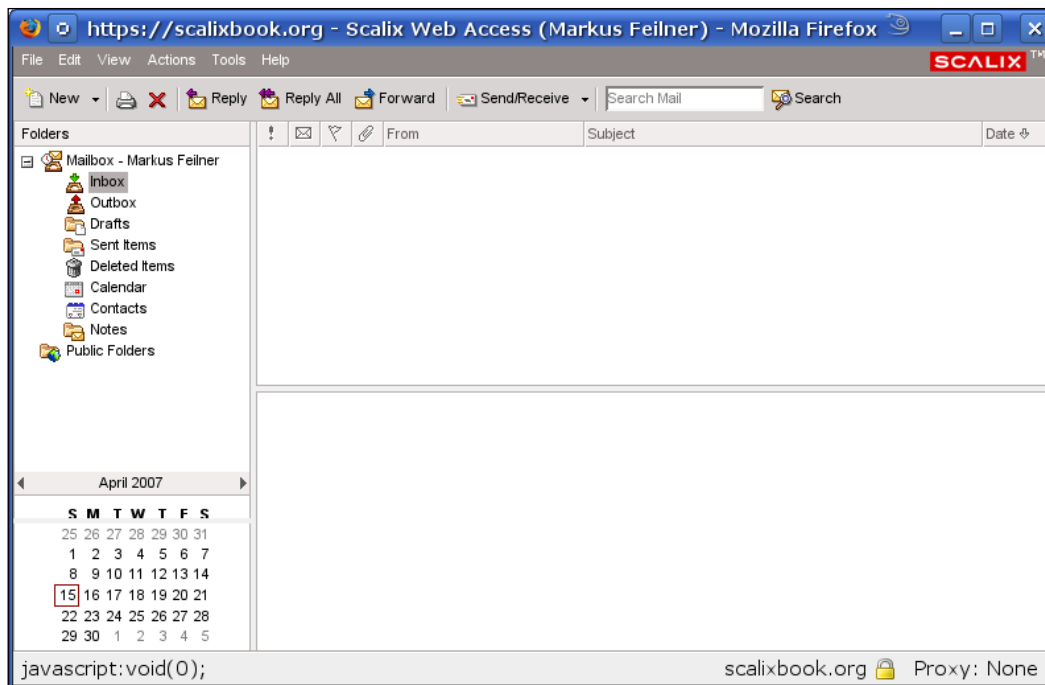 https://scalixbook.org - Scalix Web Access (Markus Feilner) - Mozilla Firefox
File Edit View Actions Tools Help
SCALIX TM
New Reply Reply All Forward Send/Receive Search Mail Search
Folders
! From Subject Date
Mailbox - Markus Feilner
Inbox
Outbox
Drafts
Sent Items
Deleted Items
Calendar
Contacts
Notes
Public Folders
April 2007
S M T W T F S
25 26 27 28 29 30 31
1 2 3 4 5 6 7
8 9 10 11 12 13 14
15 16 17 18 19 20 21
22 23 24 25 26 27 28
29 30 1 2 3 4 5
javascript:void(0);
scalixbook.org Proxy: None